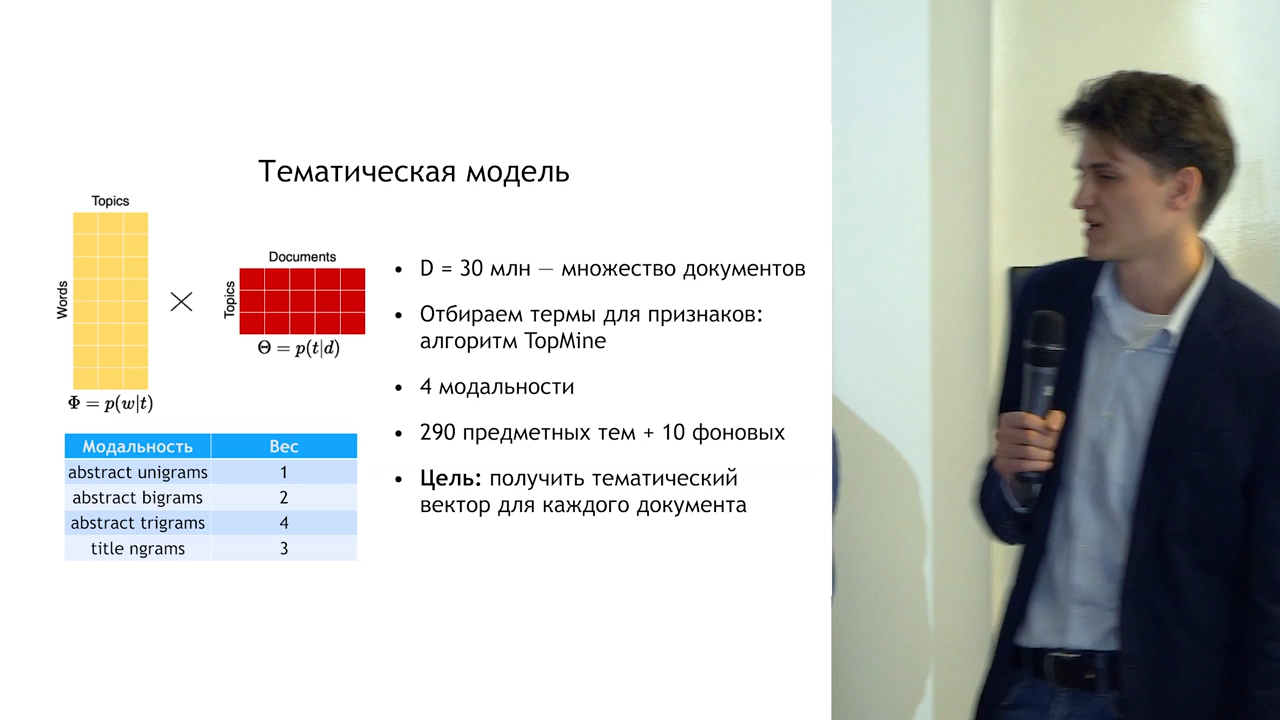 Тематическая модель
Topics
Words
Φ = p(w|t)
Documents
Topics
Θ = p(t|d)
Модальность Вес
abstract unigrams 1
abstract bigrams 2
abstract trigrams 4
title ngrams 3
• D = 30 млн — множество документов
• Отбираем термы для признаков:
алгоритм TopMine
• 4 модальности
• 290 предметных тем + 10 фоновых
• Цель: получить тематический
вектор для каждого документа